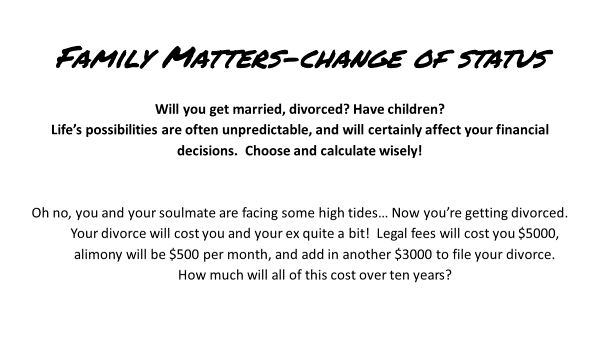 Family Matters-change of status
Will you get married, divorced? Have children?
Life's possibilities are often unpredictable, and will certainly affect your financial
decisions.  Choose and calculate wisely!
Oh no, you and your soulmate are facing some high tides… Now you're getting divorced.
Your divorce will cost you and your ex quite a bit!  Legal fees will cost you $5000,
alimony will be $500 per month, and add in another $3000 to file your divorce.
How much will all of this cost over ten years?